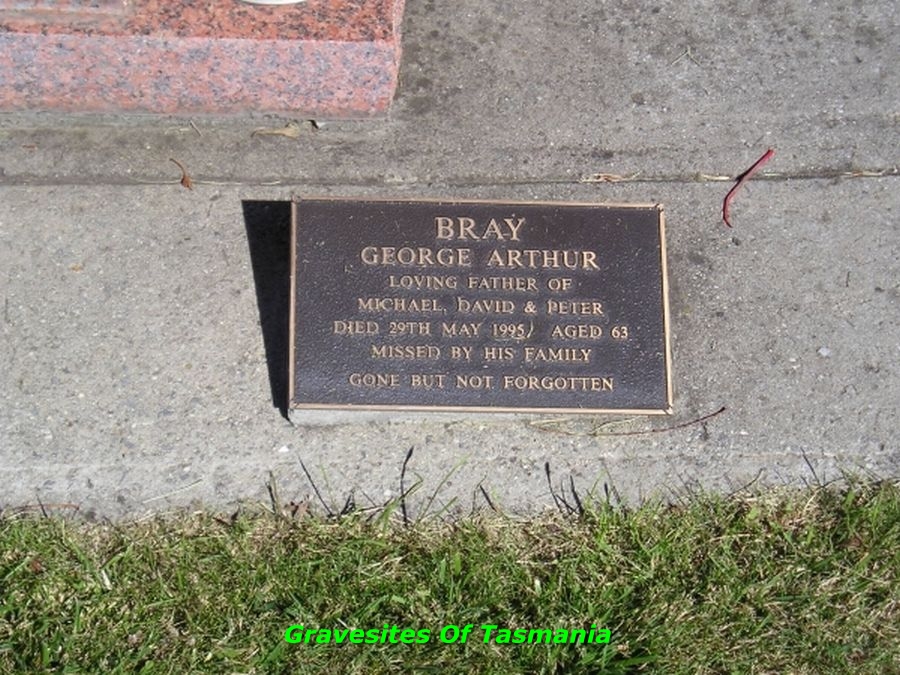 BRAY
GEORGE ARTHUR
LOVING FATHER OF
MICHAEL, DAVID & PETER
DIED 29TH MAY 1995, AGED 63
MISSED BY HIS FAMILY
GONE BUT NOT FORGOTTEN
Gravesites Of Tasmania